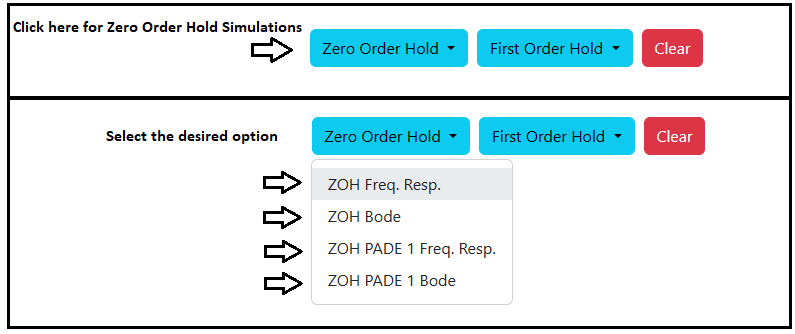 Click here for Zero Order Hold Simulations
Zero Order Hold First Order Hold Clear
Select the desired option
Zero Order Hold First Order Hold Clear
ZOH Freq. Resp.
ZOH Bode
ZOH PADE 1 Freq. Resp.
ZOH PADE 1 Bode